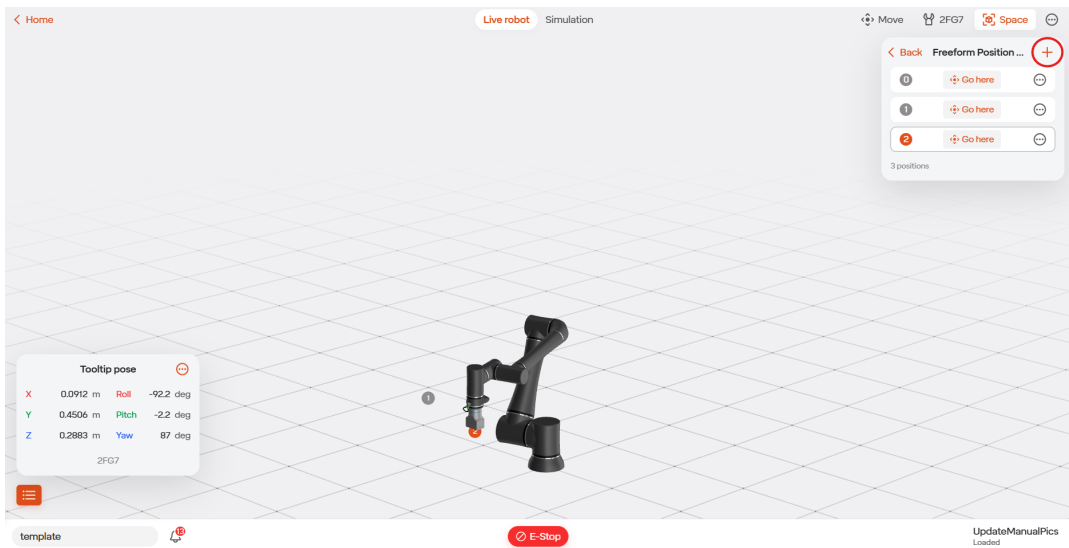 Home
Live robot Simulation
Move 2FG7 Space
Back Freeform Position ...
0 Go here
1 Go here
2 Go here
3 positions
1
2
Tooltip pose
X 0.0912 m Roll -92.2 deg
Y 0.4506 m Pitch -2.2 deg
Z 0.2883 m Yaw 87 deg
2FG7
template
13
E-Stop
UpdateManualPics
Loaded